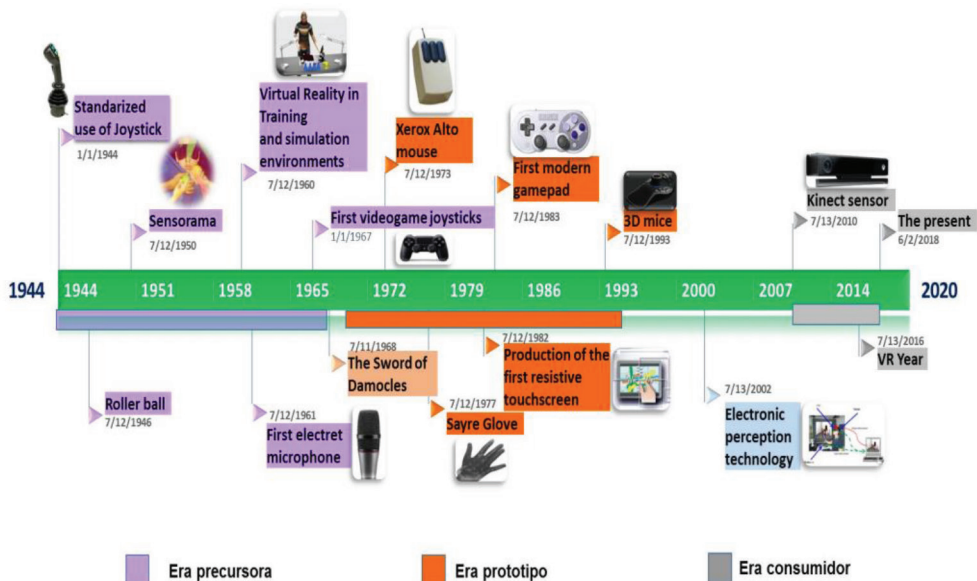 Standarized
use of Joystick
1/1/1944
Sensorama
7/12/1950
Virtual Reality in
Training
and simulation
environments
7/12/1960
First videogame joysticks
1/1/1967
Xerox Alto
mouse
7/12/1973
First modern
gamepad
7/12/1983
3D mice
7/12/1993
Kinect sensor
7/13/2010
The present
6/2/2018
1944
1944 1951 1958 1965 1972 1979 1986 1993 2000 2007 2014
2020
Roller ball
7/12/1946
7/12/1961
First electret
microphone
7/11/1968
The Sword of
Damocles
7/12/1977
Sayre Glove
7/12/1982
Production of the
first resistive
touchscreen
7/13/2002
Electronic
perception
technology
7/13/2016
VR Year
Era precursora
Era prototipo
Era consumidor